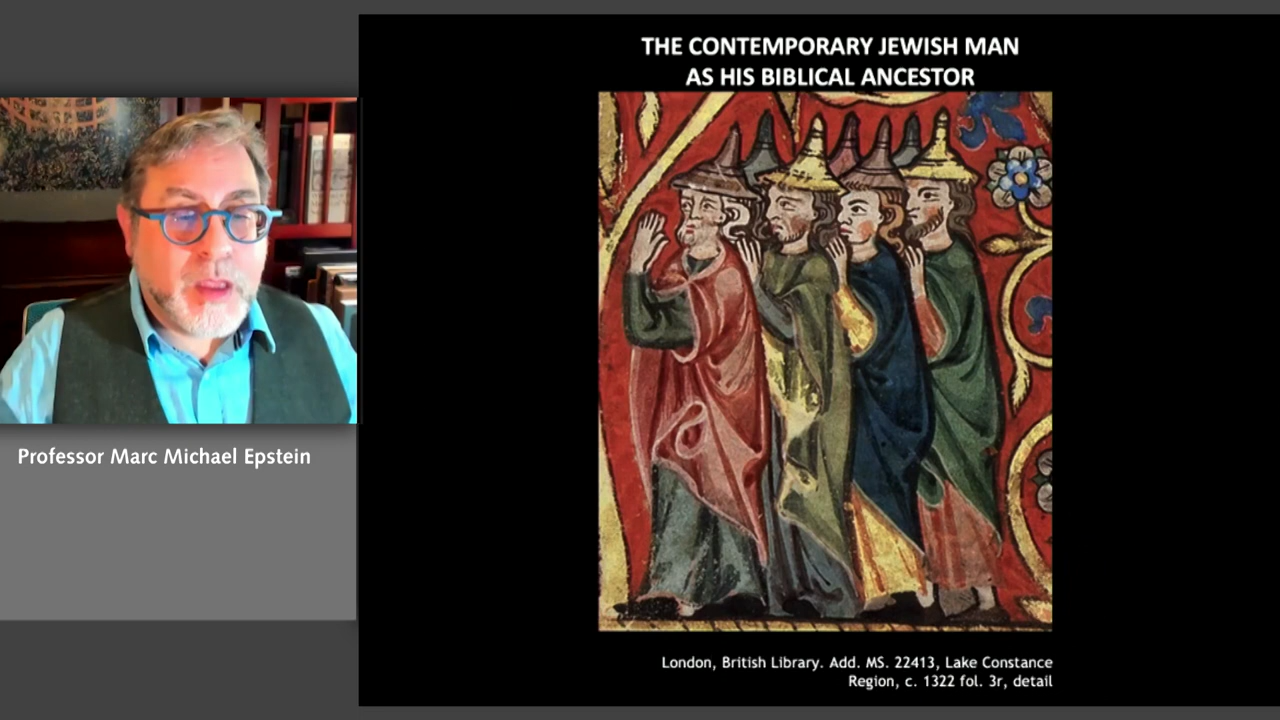 THE CONTEMPORARY JEWISH MAN
AS HIS BIBLICAL ANCESTOR
Professor Marc Michael Epstein
London, British Library. Add. MS. 22413, Lake Constance
Region, c. 1322 fol. 3r, detail